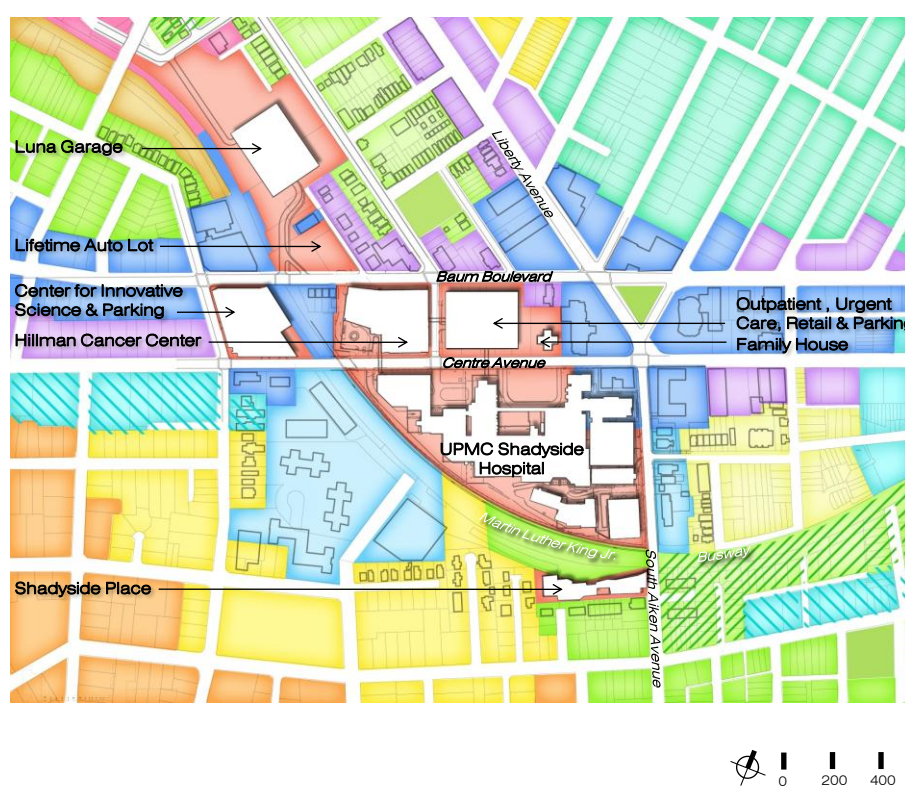 Luna Garage
Liberty Avenue
Lifetime Auto Lot
Baum Boulevard
Center for Innovative
Science & Parking
Outpatient , Urgent
Care, Retail & Parking
Hillman Cancer Center
Family House
Centre Avenue
UPMC Shadyside
Hospital
Martin Luther King Jr.
Busway
South Aiken Avenue
Shadyside Place
0 200 400